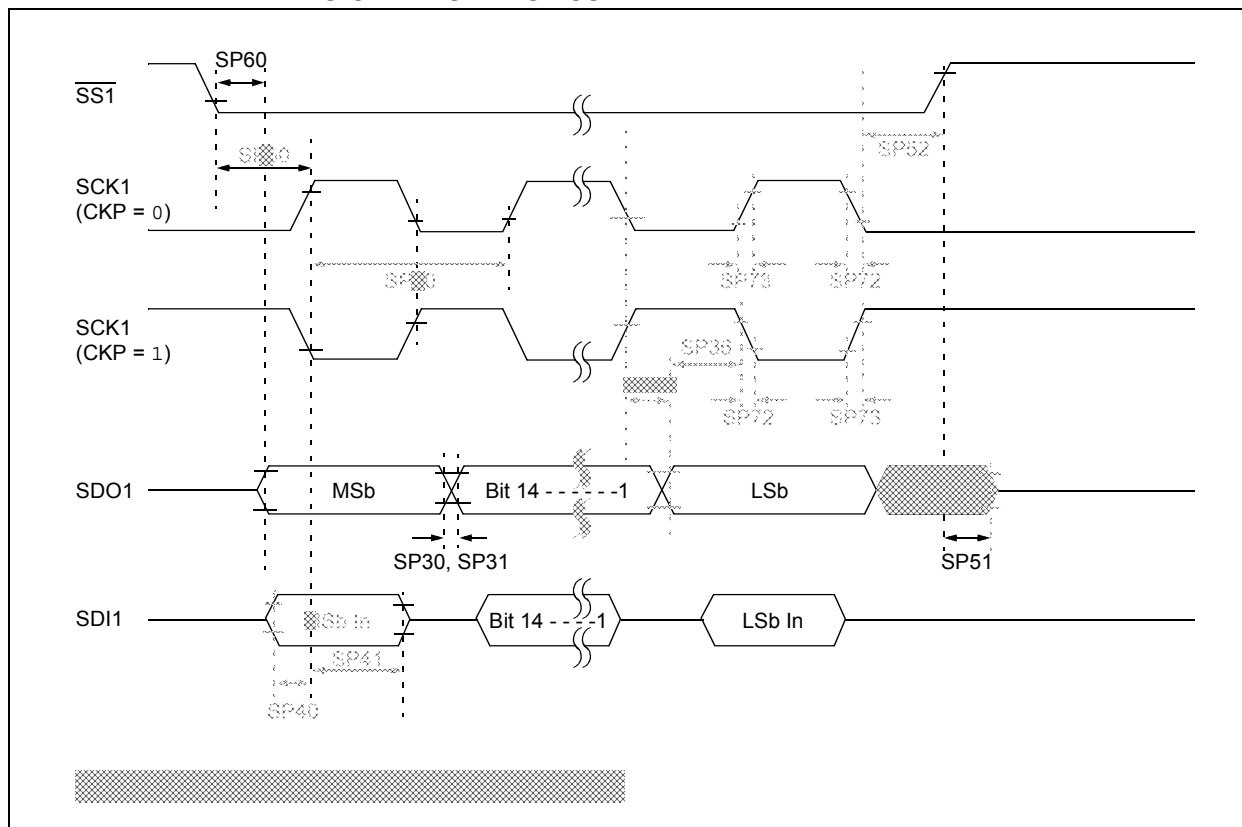 SP60
SS1
SP52
SCK1
(CKP = 0)
SP73
SP72
SCK1
(CKP = 1)
SP36
SP72
SP73
SDO1
MSb
Bit 14 - - - - - -1
LSb
SP30, SP31
SP51
SDI1
In
Bit 14 - - - - -1
LSb In
SP41
SP40